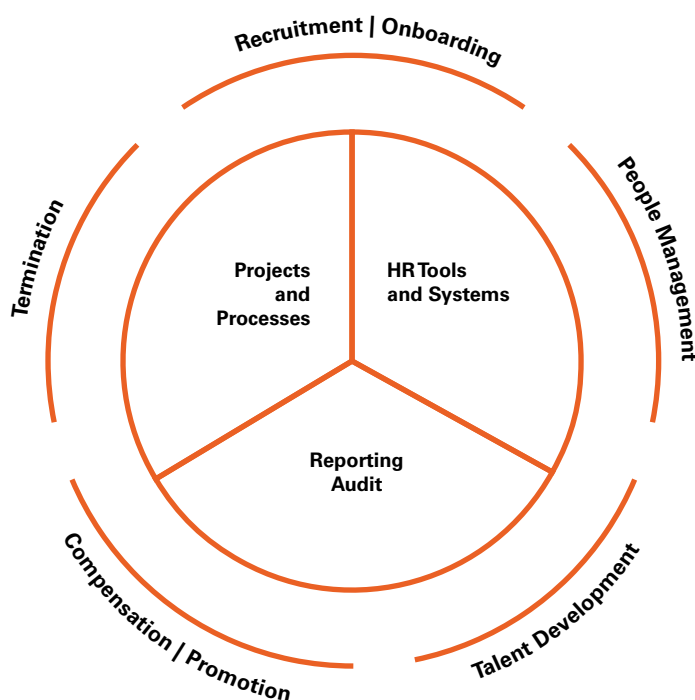 Recruitment | Onboarding
People Management
Talent Development
Compensation | Promotion
Termination
Projects
and
Processes
HR Tools
and Systems
Reporting
Audit